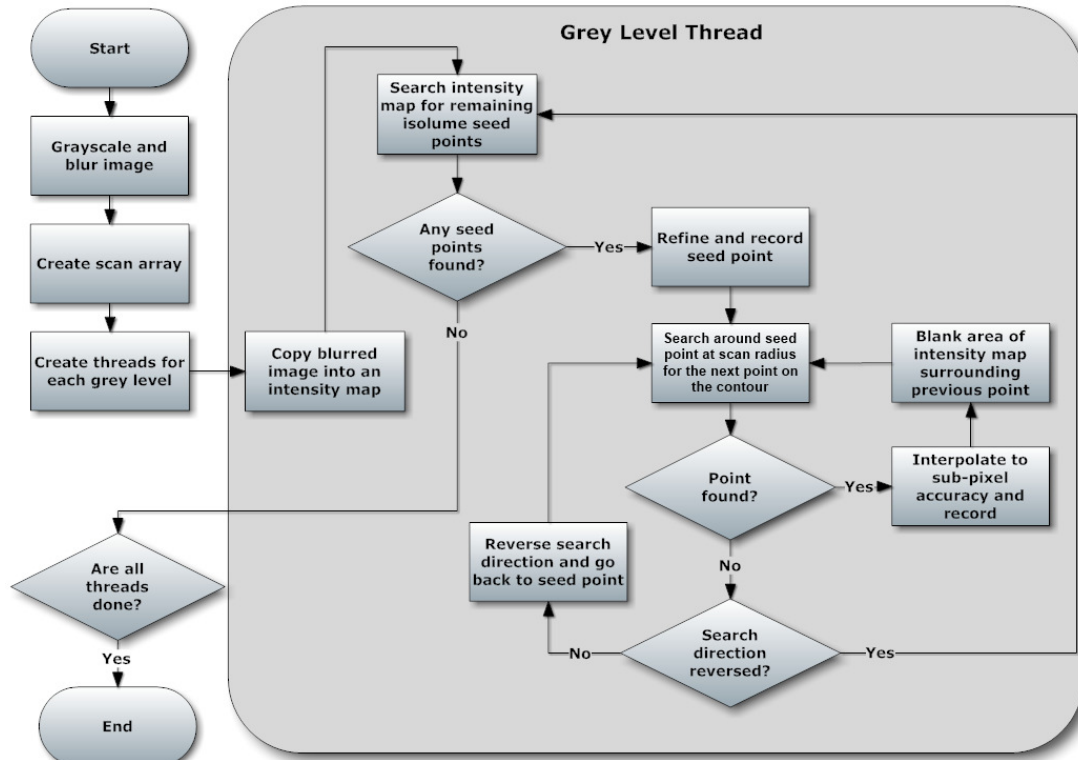 Start
Grayscale and
blur image
Create scan array
Create threads for
each grey level
Grey Level Thread
Copy blurred
image into an
intensity map
Search intensity
map for remaining
isolume seed
points
Any seed
points
found?
Yes
No
Refine and record
seed point
Search around seed
point at scan radius
for the next point on
the contour
Blank area of
intensity map
surrounding
previous point
Point
found?
Yes
Interpolate to
sub-pixel
accuracy and
record
No
Reverse search
direction and go
back to seed point
Search
direction
reversed?
No
Yes
Are all
threads
done?
Yes
End